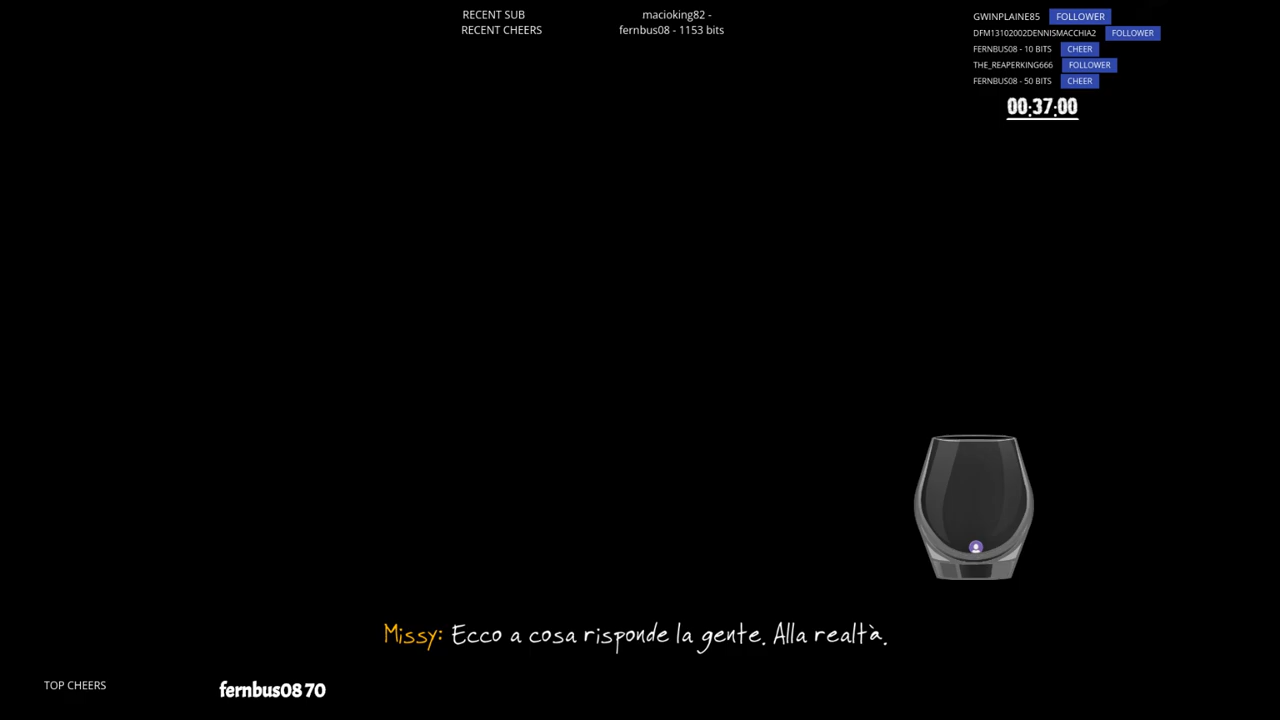 RECENT SUB
macioking82 -
RECENT CHEERS
fernbus08 - 1153 bits
GWINPLAINE85 FOLLOWER
DFM13102002DENNISMACCHIA2 FOLLOWER
FERNBUS08 - 10 BITS CHEER
THE_REAPERKING666 FOLLOWER
FERNBUS08 - 50 BITS CHEER
00:37:00
Missy: Ecco a cosa risponde la gente. Alla realtà.
TOP CHEERS
fernbus08 70